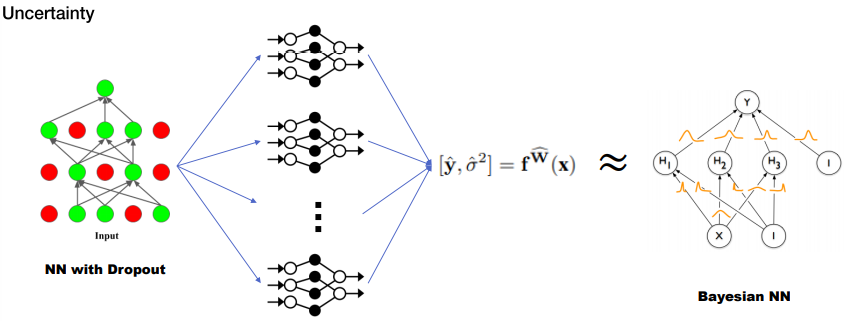 Uncertainty
Input
NN with Dropout
[ŷ, σ̂²] = f^Ŵ(x)
≈
Y
H₁ H₂ H₃ I
X I
Bayesian NN